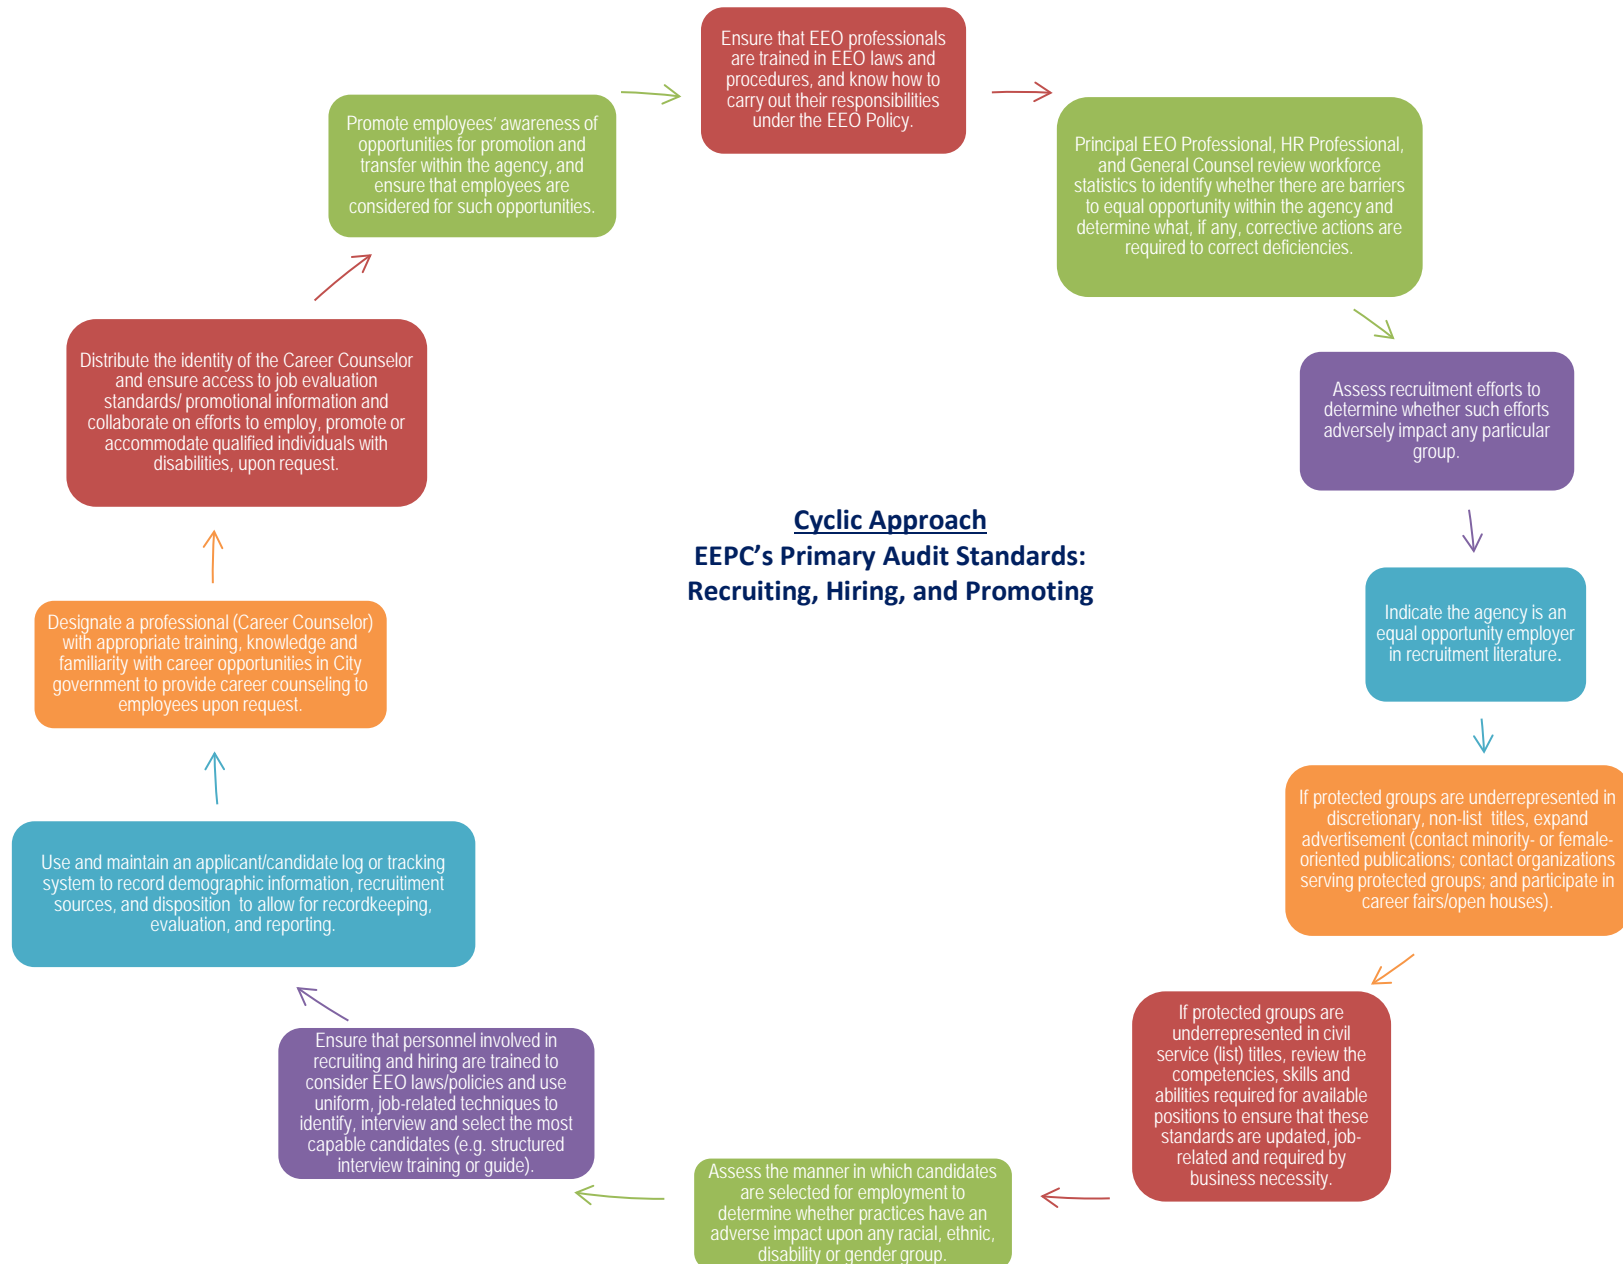 Ensure that EEO professionals
are trained in EEO laws and
procedures, and know how to
carry out their responsibilities
under the EEO Policy.
Principal EEO Professional, HR Professional,
and General Counsel review workforce
statistics to identify whether there are barriers
to equal opportunity within the agency and
determine what, if any, corrective actions are
required to correct deficiencies.
Assess recruitment efforts to
determine whether such efforts
adversely impact any particular
group.
Indicate the agency is an
equal opportunity employer
in recruitment literature.
If protected groups are underrepresented in
discretionary, non-list titles, expand
advertisement (contact minority- or female-
oriented publications; contact organizations
serving protected groups; and participate in
career fairs/open houses).
If protected groups are
underrepresented in civil
service (list) titles, review the
competencies, skills and
abilities required for available
positions to ensure that these
standards are updated, job-
related and required by
business necessity.
Assess the manner in which candidates
are selected for employment to
determine whether practices have an
adverse impact upon any racial, ethnic,
disability or gender group.
Ensure that personnel involved in
recruiting and hiring are trained to
consider EEO laws/policies and use
uniform, job-related techniques to
identify, interview and select the most
capable candidates (e.g. structured
interview training or guide).
Use and maintain an applicant/candidate log or tracking
system to record demographic information, recruitiment
sources, and disposition to allow for recordkeeping,
evaluation, and reporting.
Designate a professional (Career Counselor)
with appropriate training, knowledge and
familiarity with career opportunities in City
government to provide career counseling to
employees upon request.
Distribute the identity of the Career Counselor
and ensure access to job evaluation
standards/ promotional information and
collaborate on efforts to employ, promote or
accommodate qualified individuals with
disabilities, upon request.
Promote employees' awareness of
opportunities for promotion and
transfer within the agency, and
ensure that employees are
considered for such opportunities.
Cyclic Approach
EEPC's Primary Audit Standards:
Recruiting, Hiring, and Promoting